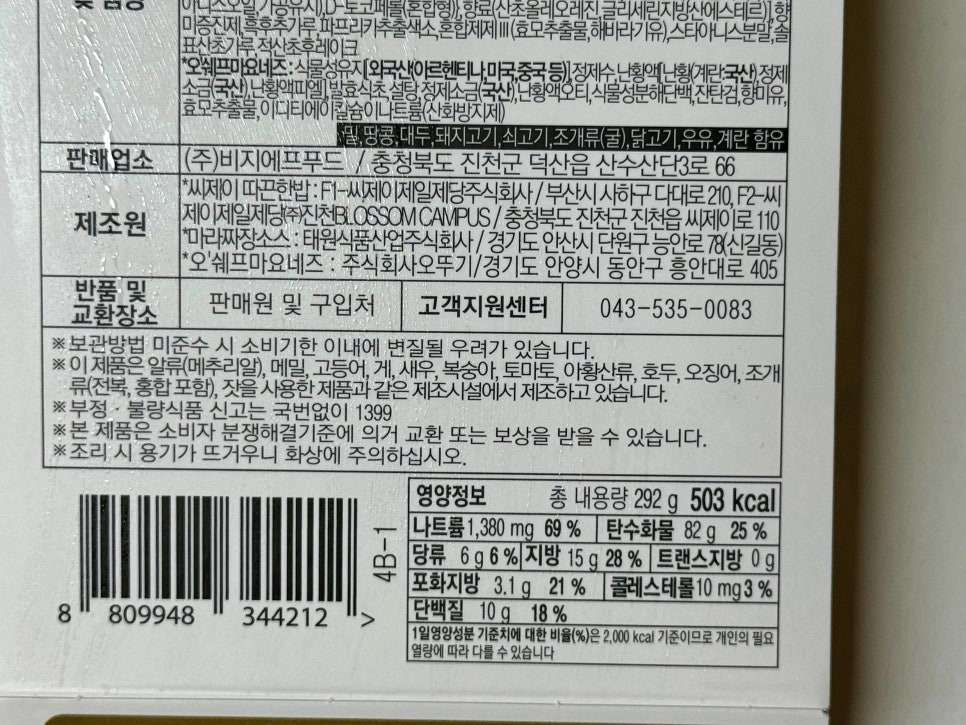 및 함량
아니스오일,가공유지),D-토코페롤(혼합형),향료(산초올레오레진,글리세린지방산에스테르)],향
미증진제,흑후추가루,파프리카추출색소,혼합제제Ⅲ(효모추출물,해바라기유),스타아니스분말,솔
표산초가루,적산초후레이크
*오쉐프마요네즈:식물성유지[외국산(아르헨티나,미국,중국 등)],정제수,난황액[난황(계란:국산),정제
소금(국산)],난황액피엘,발효식초,설탕,정제소금(국산),난황액오티,식물성분해단백,잔탄검,향미유,
효모추출물,이디티에이칼슘이나트륨(산화방지제)
밀,땅콩,대두,돼지고기,쇠고기,조개류(굴),닭고기,우유,계란 함유
판매업소 (주)비지에프푸드 / 충청북도 진천군 덕산읍 산수산단3로 66
제조원
*씨제이 따끈한밥 : F1-씨제이제일제당주식회사 / 부산시 사하구 다대로 210, F2-씨
제이제일제당(주)진천BLOSSOM CAMPUS / 충청북도 진천군 진천읍 씨제이로 110
*마라짜장소스 : 태원식품산업주식회사 / 경기도 안산시 단원구 능안로 78(신길동)
*오'쉐프마요네즈 : 주식회사오뚜기/경기도 안양시 동안구 흥안대로 405
반품 및
교환장소
판매원 및 구입처 고객지원센터 043-535-0083
※보관방법 미준수 시 소비기한 이내에 변질될 우려가 있습니다.
※이 제품은 알류(메추리알), 메밀, 고등어, 게, 새우, 복숭아, 토마토, 아황산류, 호두, 오징어, 조개
류(전복, 홍합 포함), 잣을 사용한 제품과 같은 제조시설에서 제조하고 있습니다.
※부정·불량식품 신고는 국번없이 1399
※본 제품은 소비자 분쟁해결기준에 의거 교환 또는 보상을 받을 수 있습니다.
※조리 시 용기가 뜨거우니 화상에 주의하십시오.
영양정보 총 내용량 292 g 503 kcal
나트륨 1,380 mg 69 % 탄수화물 82 g 25 %
당류 6 g 6 % 지방 15 g 28 % 트랜스지방 0 g
포화지방 3.1 g 21 % 콜레스테롤 10 mg 3 %
단백질 10 g 18 %
1일영양성분 기준치에 대한 비율(%)은 2,000 kcal 기준이므로 개인의 필요
열량에 따라 다를 수 있습니다
4B-1
8 809948 344212 >